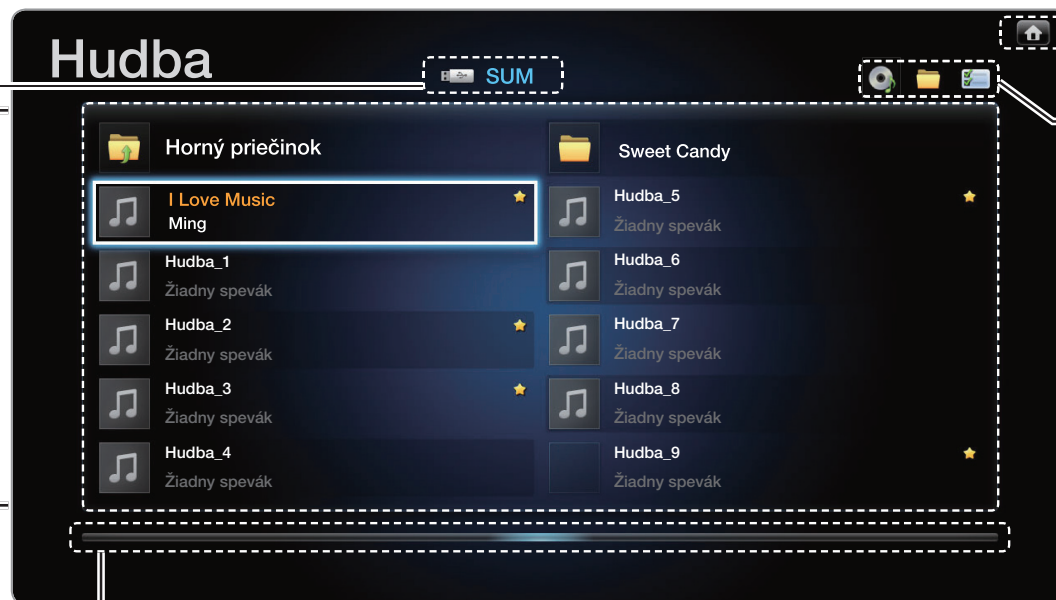 Hudba
SUM
Horný priečinok
I Love Music
Ming
Hudba_1
Žiadny spevák
Hudba_2
Žiadny spevák
Hudba_3
Žiadny spevák
Hudba_4
Žiadny spevák
Sweet Candy
Hudba_5
Žiadny spevák
Hudba_6
Žiadny spevák
Hudba_7
Žiadny spevák
Hudba_8
Žiadny spevák
Hudba_9
Žiadny spevák